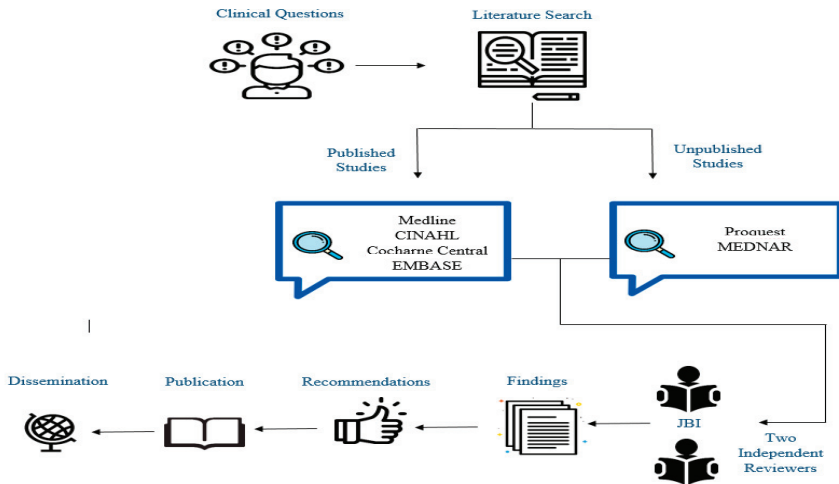 Clinical Questions
Literature Search
Published
Studies
Unpublished
Studies
Medline
CINAHL
Cocharne Central
EMBASE
Proquest
MEDNAR
Dissemination
Publication
Recommendations
Findings
JBI
Two
Independent
Reviewers